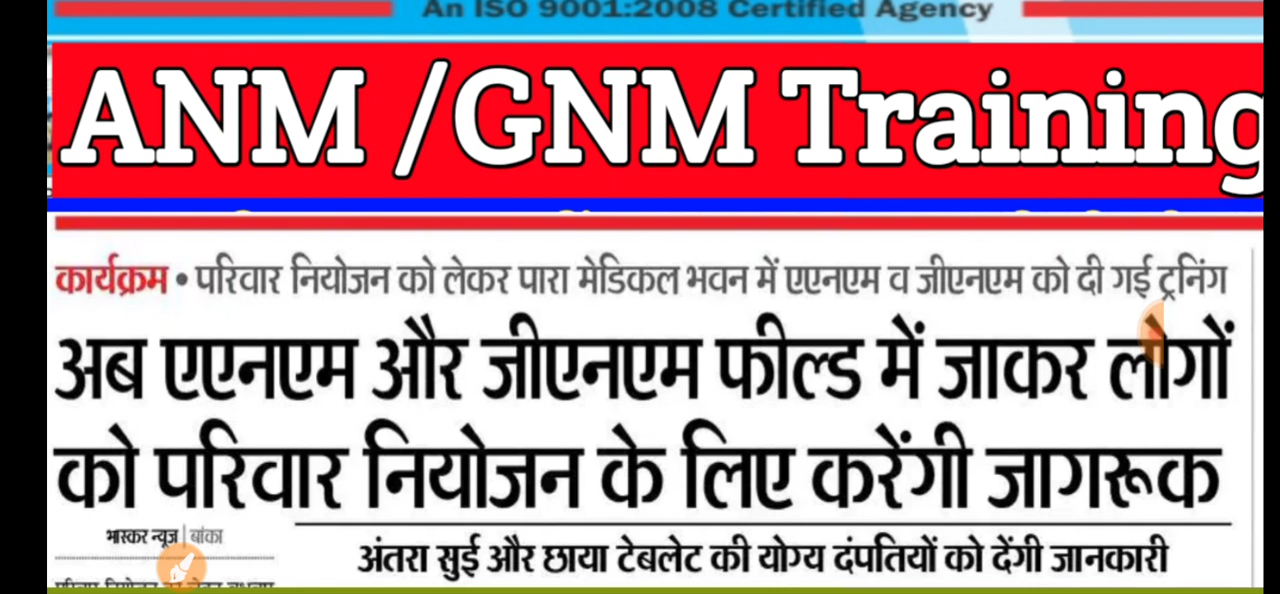 An ISO 9001:2008 Certified Agency
ANM /GNM Training
कार्यक्रम • परिवार नियोजन को लेकर पारा मेडिकल भवन में एएनएम व जीएनएम को दी गई ट्रनिंग
अब एएनएम और जीएनएम फील्ड में जाकर लोगों
को परिवार नियोजन के लिए करेंगी जागरूक
भास्कर न्यूज | बांका
अंतरा सुई और छाया टेबलेट की योग्य दंपतियों को देंगी जानकारी